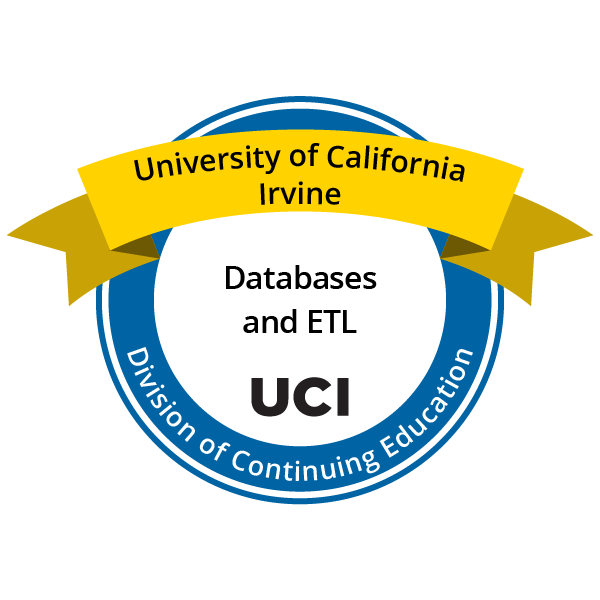 University of California
Irvine
Databases
and ETL
UCI
Division of Continuing Education